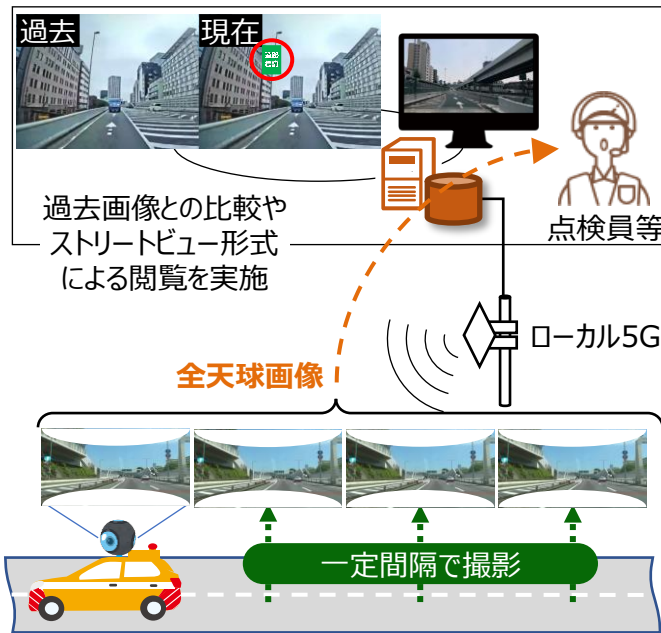 過去
現在
過去画像との比較や
ストリートビュー形式
による閲覧を実施
点検員等
ローカル5G
全天球画像
一定間隔で撮影